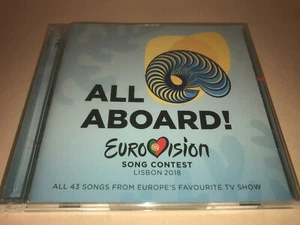 ALL
ABOARD!
EUROVISION
SONG CONTEST
LISBON 2018
ALL 43 SONGS FROM EUROPE'S FAVOURITE TV SHOW